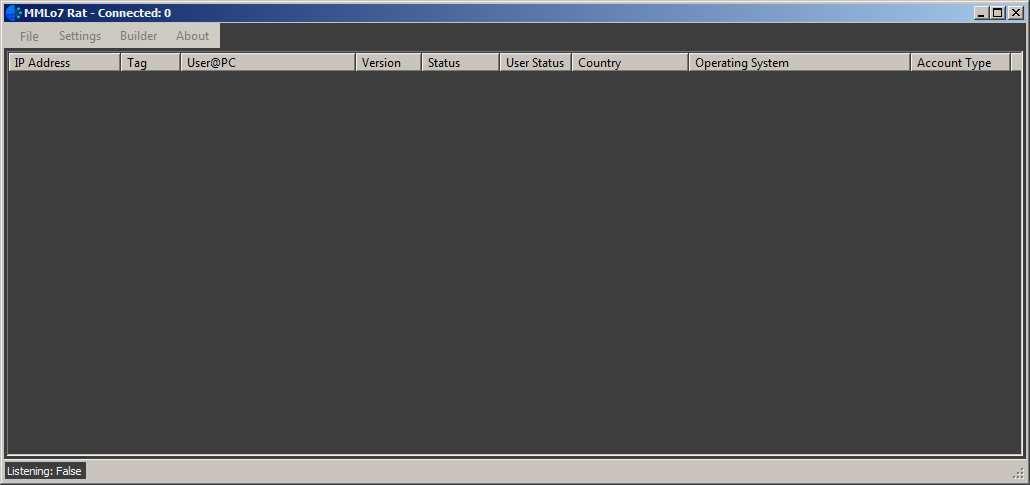 MMLo7 Rat - Connected: 0
File Settings Builder About
IP Address Tag User@PC Version Status User Status Country Operating System Account Type
Listening: False